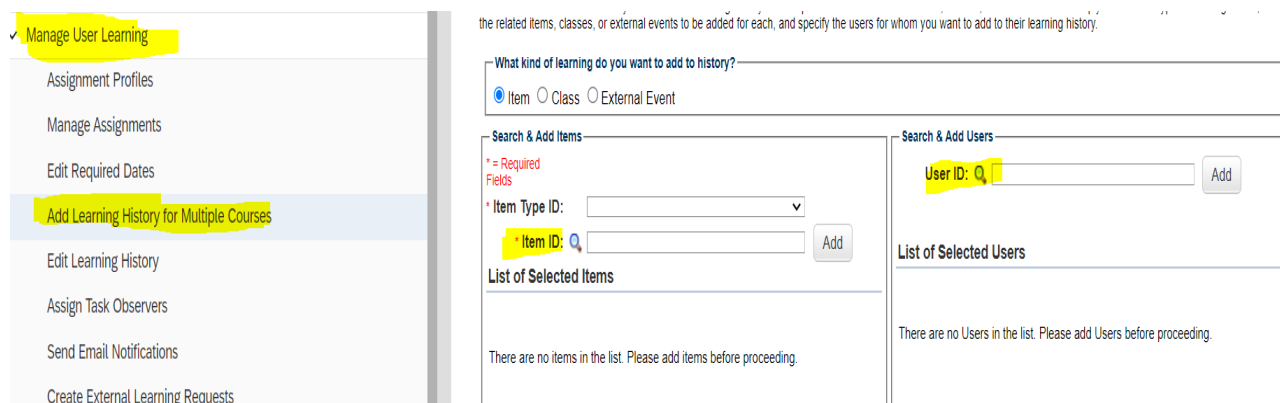 Manage User Learning
Assignment Profiles
Manage Assignments
Edit Required Dates
Add Learning History for Multiple Courses
Edit Learning History
Assign Task Observers
Send Email Notifications
Create External Learning Requests
the related items, classes, or external events to be added for each, and specify the users for whom you want to add to their learning history.
What kind of learning do you want to add to history?
Item Class External Event
Search & Add Items
* = Required
Fields
* Item Type ID:
* Item ID: Add
List of Selected Items
There are no items in the list. Please add items before proceeding.
Search & Add Users
User ID: Add
List of Selected Users
There are no Users in the list. Please add Users before proceeding.